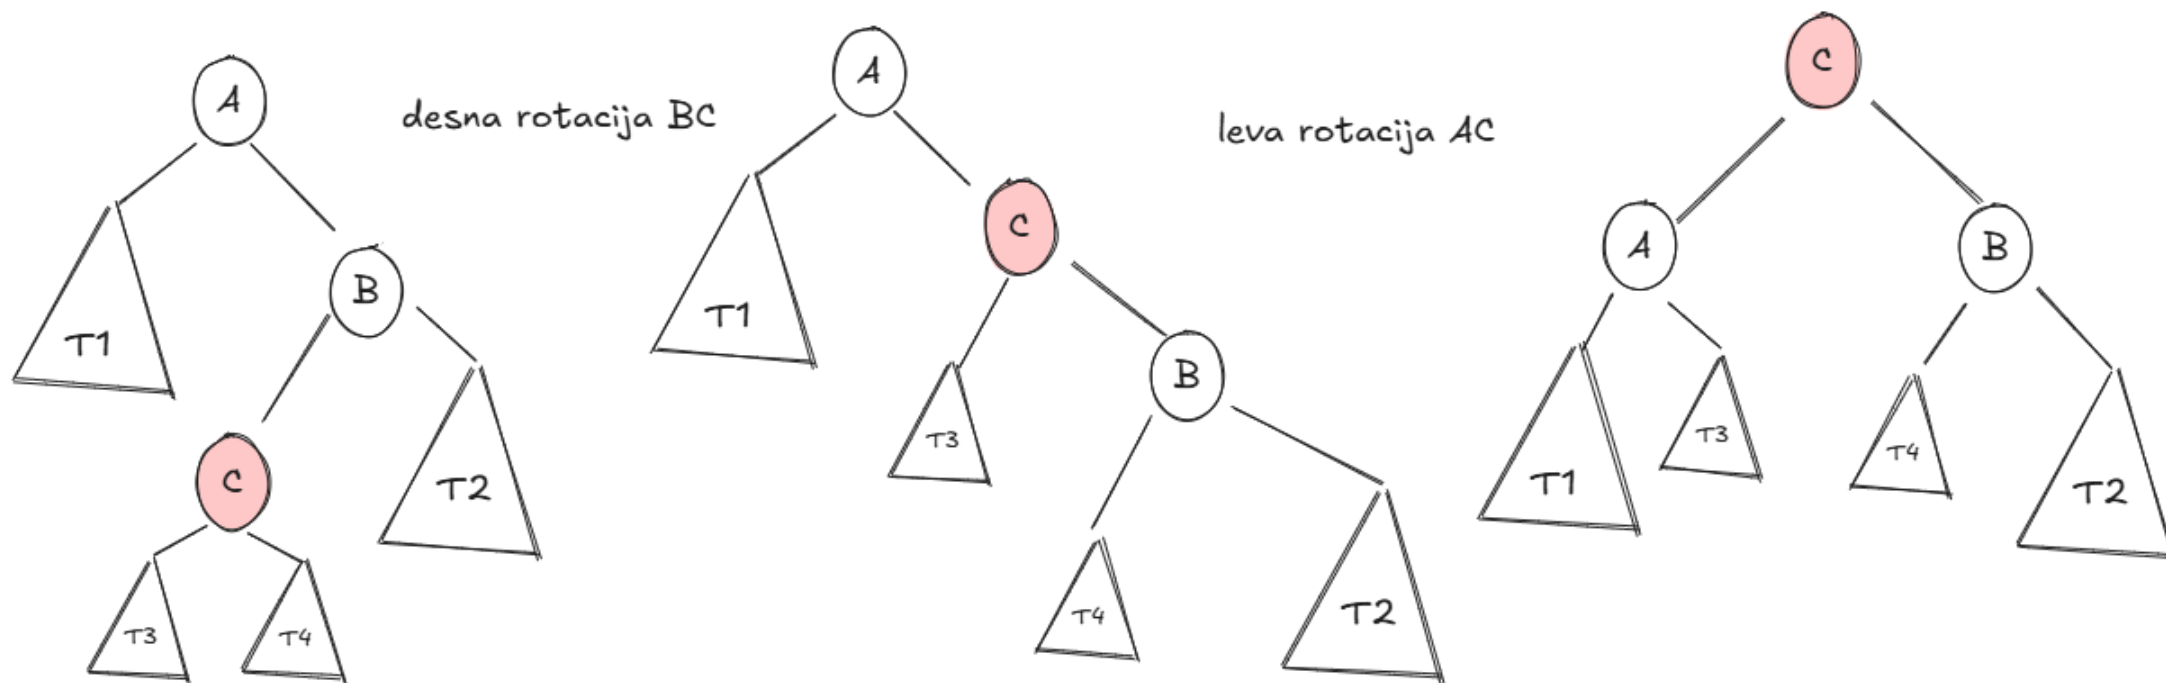 A
desna rotacija BC
B
T1
C
T2
T3
T4
A
leva rotacija AC
C
T1
B
T3
T4
T2
C
A
B
T1
T3
T4
T2